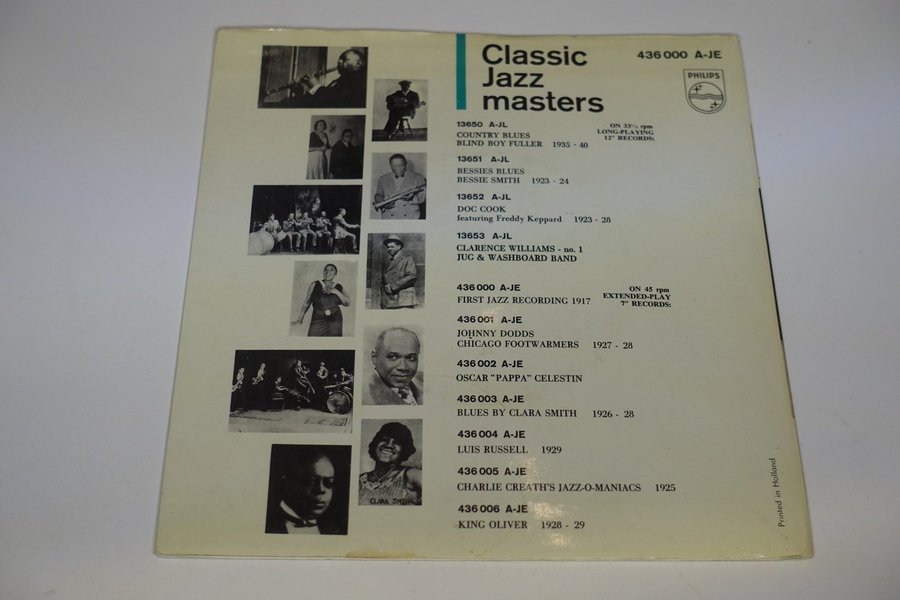 Classic
Jazz
masters
436 000 A-JE
PHILIPS
13650 A-JL
COUNTRY BLUES
BLIND BOY FULLER 1935 - 40
ON 33⅓ rpm
LONG-PLAYING
12" RECORDS:
13651 A-JL
BESSIES BLUES
BESSIE SMITH 1923 - 24
13652 A-JL
DOC COOK
featuring Freddy Keppard 1923 - 28
13653 A-JL
CLARENCE WILLIAMS - no. 1
JUG & WASHBOARD BAND
436 000 A-JE
FIRST JAZZ RECORDING 1917
ON 45 rpm
EXTENDED-PLAY
7" RECORDS:
436 001 A-JE
JOHNNY DODDS
CHICAGO FOOTWARMERS 1927 - 28
436 002 A-JE
OSCAR "PAPPA" CELESTIN
436 003 A-JE
BLUES BY CLARA SMITH 1926 - 28
436 004 A-JE
LUIS RUSSELL 1929
436 005 A-JE
CHARLIE CREATH'S JAZZ-O-MANIACS 1925
436 006 A-JE
KING OLIVER 1928 - 29
CLARA SMITH
Printed in Holland